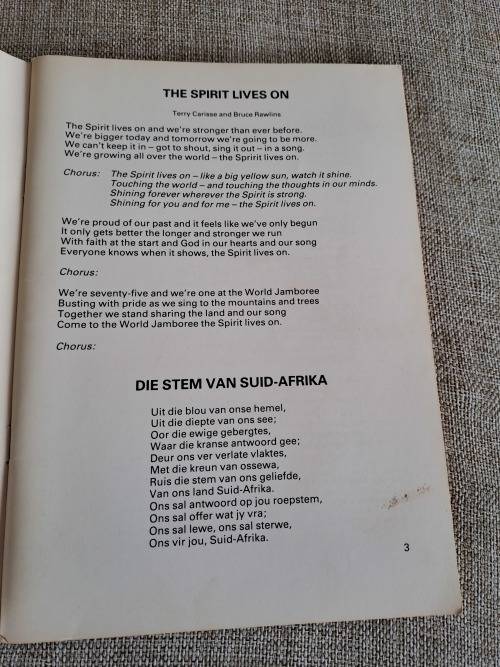 THE SPIRIT LIVES ON
Terry Carisse and Bruce Rawlins
The Spirit lives on and we're stronger than ever before.
We're bigger today and tomorrow we're going to be more.
We can't keep it in – got to shout, sing it out – in a song.
We're growing all over the world – the Spirit lives on.
Chorus: The Spirit lives on – like a big yellow sun, watch it shine.
Touching the world – and touching the thoughts in our minds.
Shining forever wherever the Spirit is strong.
Shining for you and for me – the Spirit lives on.
We're proud of our past and it feels like we've only begun
It only gets better the longer and stronger we run
With faith at the start and God in our hearts and our song
Everyone knows when it shows, the Spirit lives on.
Chorus:
We're seventy-five and we're one at the World Jamboree
Busting with pride as we sing to the mountains and trees
Together we stand sharing the land and our song
Come to the World Jamboree the Spirit lives on.
Chorus:
DIE STEM VAN SUID-AFRIKA
Uit die blou van onse hemel,
Uit die diepte van ons see;
Oor die ewige gebergtes,
Waar die kranse antwoord gee;
Deur ons ver verlate vlaktes,
Met die kreun van ossewa,
Ruis die stem van ons geliefde,
Van ons land Suid-Afrika.
Ons sal antwoord op jou roepstem,
Ons sal offer wat jy vra;
Ons sal lewe, ons sal sterwe,
Ons vir jou, Suid-Afrika.
3